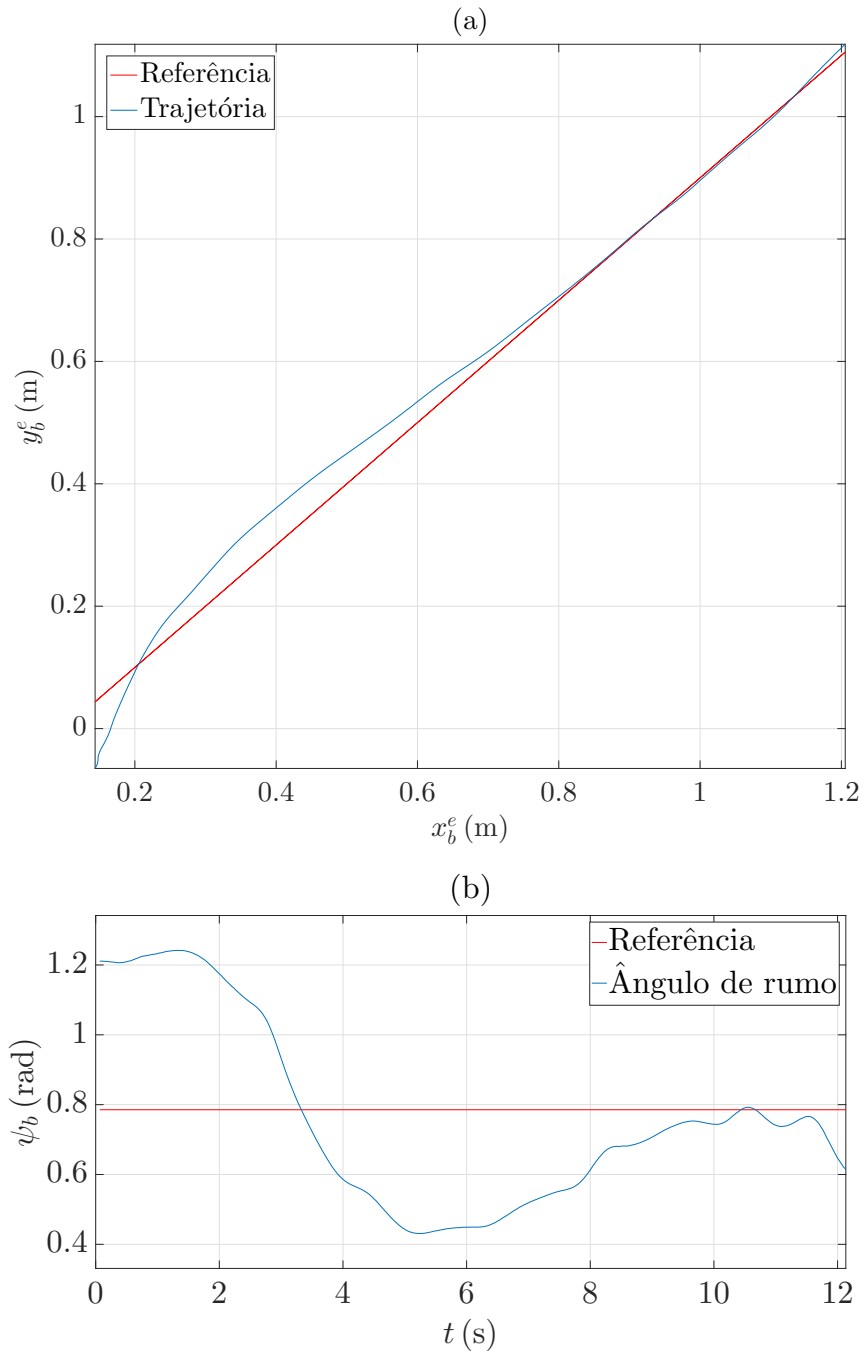 (a)
Referência
Trajetória
1
0.8
0.6
0.4
0.2
0
y_b^e (m)
0.2 0.4 0.6 0.8 1 1.2
x_b^e (m)
(b)
Referência
Ângulo de rumo
1.2
1
0.8
0.6
0.4
ψ_b (rad)
0 2 4 6 8 10 12
t (s)